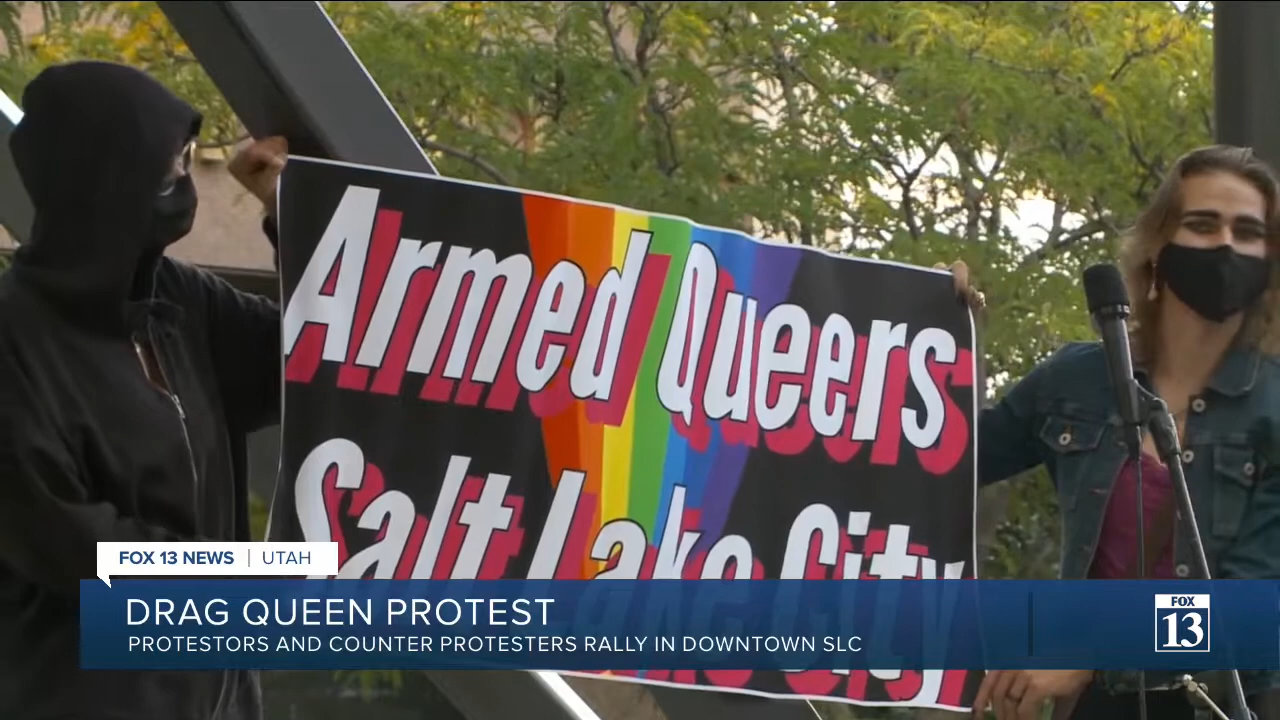 Armed Queers
Salt Lake City
FOX 13 NEWS | UTAH
DRAG QUEEN PROTEST
PROTESTORS AND COUNTER PROTESTERS RALLY IN DOWNTOWN SLC
FOX
13